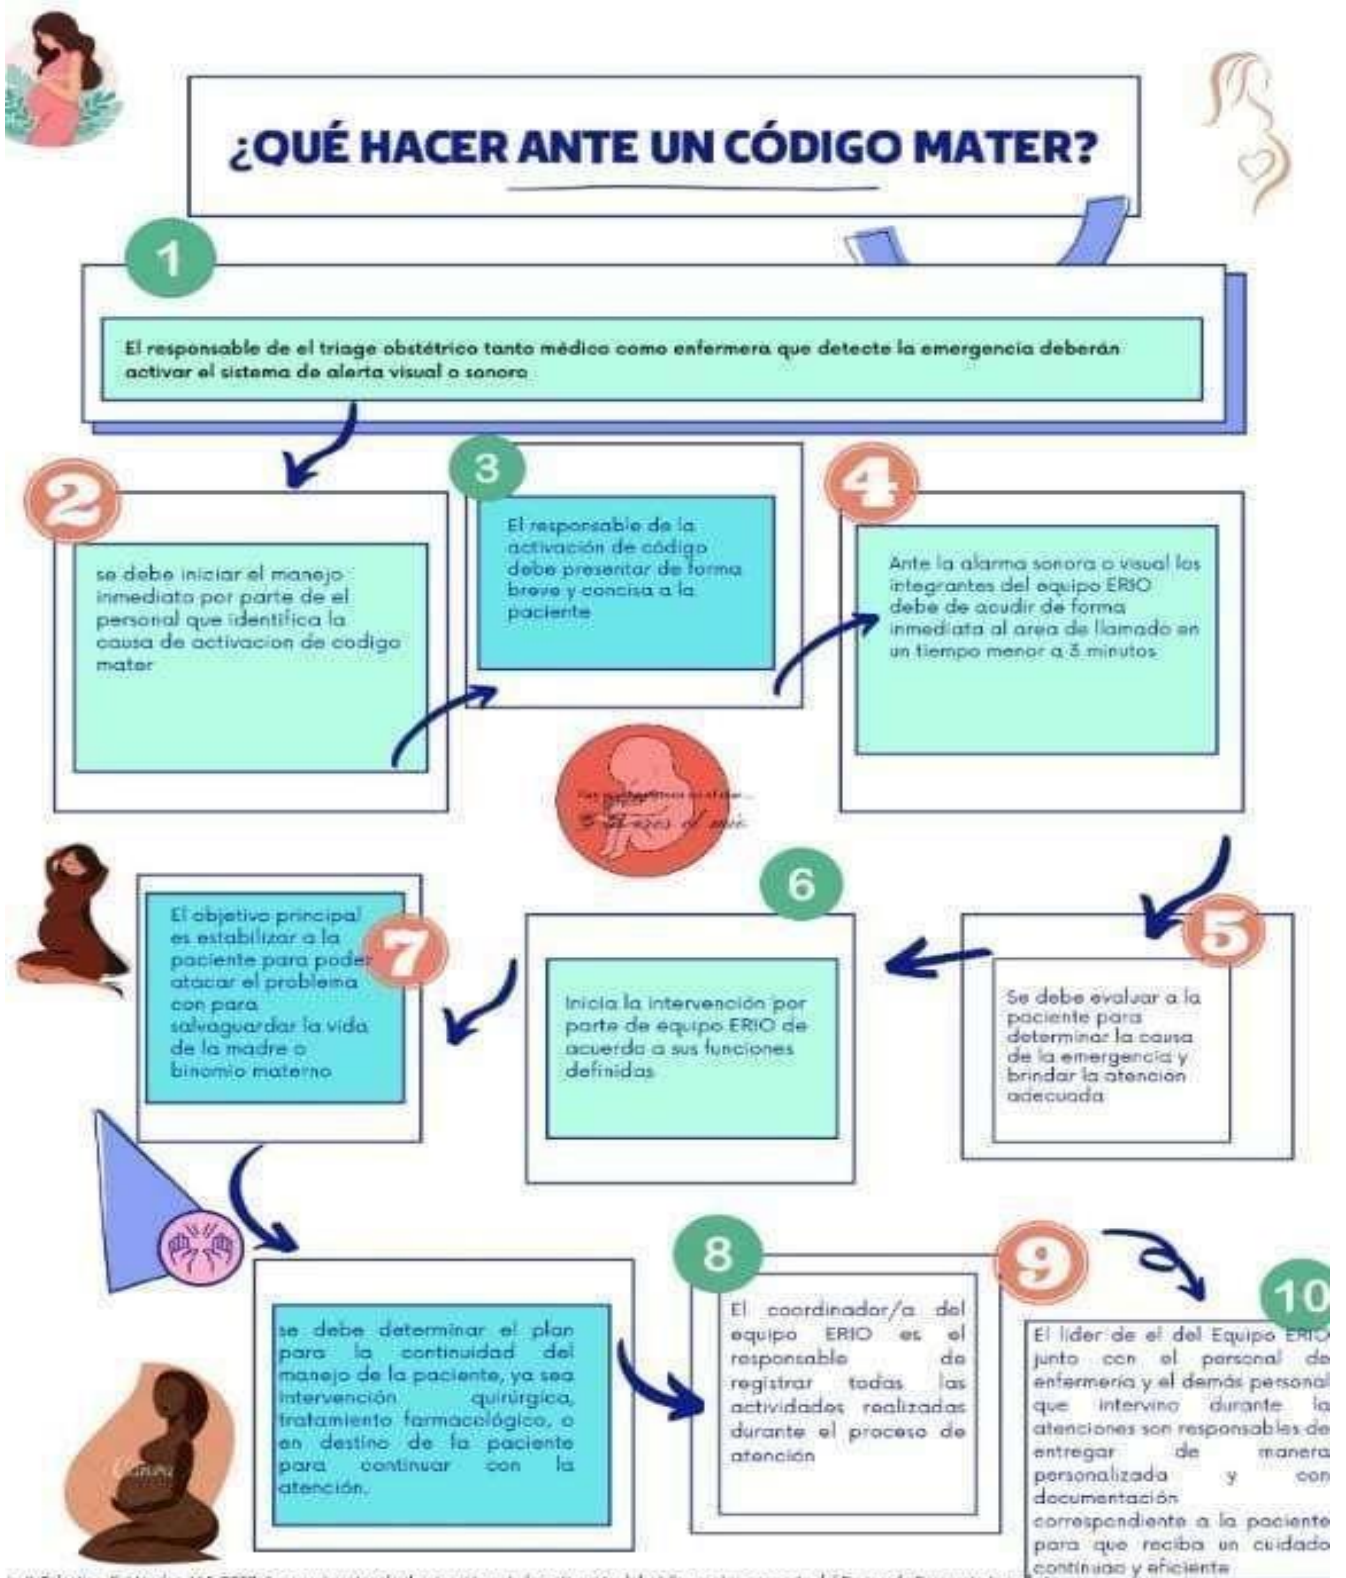 ¿QUÉ HACER ANTE UN CÓDIGO MATER?
1
El responsable de el triage obstétrico tanto médico como enfermera que detecte la emergencia deberán
activar el sistema de alerta visual o sonoro
2
se debe iniciar el manejo
inmediato por parte de el
personal que identifica la
causa de activacion de codigo
mater
3
El responsable de la
activación de código
debe presentar de forma
breve y concisa a la
paciente
4
Ante la alarma sonora o visual los
integrantes del equipo ERIO
debe de acudir de forma
inmediata al area de llamado en
un tiempo menor a 3 minutos
5
Se debe evaluar a la
paciente para
determinar la causa
de la emergencia y
brindar la atención
adecuada
6
Inicia la intervención por
parte de equipo ERIO de
acuerdo a sus funciones
definidas
7
El objetivo principal
es estabilizar a la
paciente para poder
atacar el problema
con para
salvaguardar la vida
de la madre o
binomio materno
se debe determinar el plan
para la continuidad del
manejo de la paciente, ya sea
intervención quirúrgica,
tratamiento farmacológico, o
en destino de la paciente
para continuar con la
atención.
8
El coordinador/a del
equipo ERIO es el
responsable de
registrar todas las
actividades realizadas
durante el proceso de
atención
9
10
El líder de el del Equipo ERIO
junto con el personal de
enfermería y el demás personal
que intervino durante la
atenciones son responsables de
entregar de manera
personalizada y con
documentación
correspondiente a la paciente
para que reciba un cuidado
continuo y eficiente
Canva